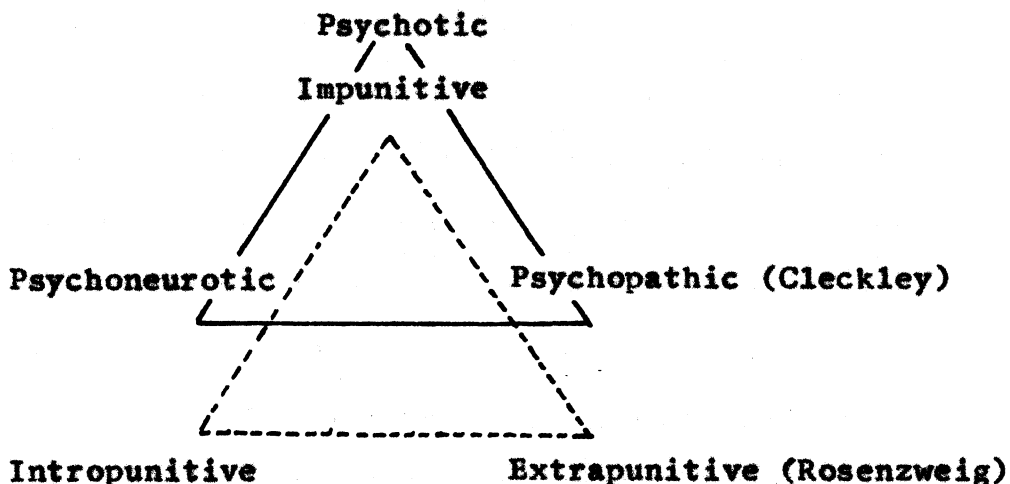 Psychotic
Impunitive
Psychoneurotic Psychopathic (Cleckley)
Intropunitive Extrapunitive (Rosenzweig)